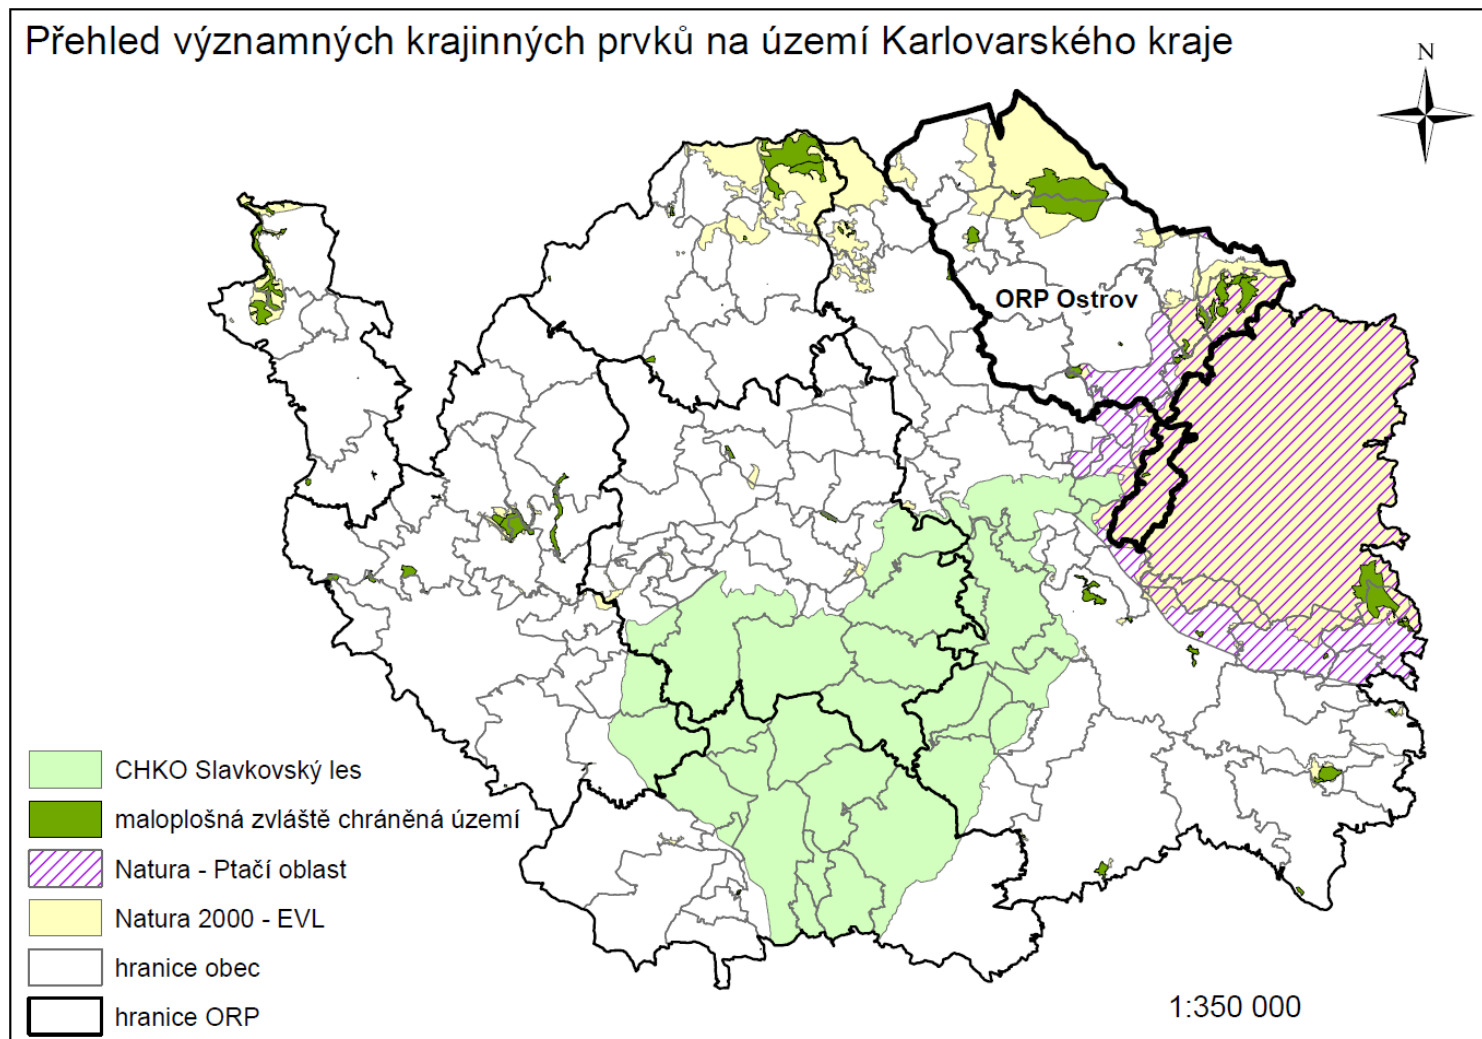 Přehled významných krajinných prvků na území Karlovarského kraje
N
ORP Ostrov
CHKO Slavkovský les
maloplošná zvláště chráněná území
Natura - Ptačí oblast
Natura 2000 - EVL
hranice obec
hranice ORP
1:350 000